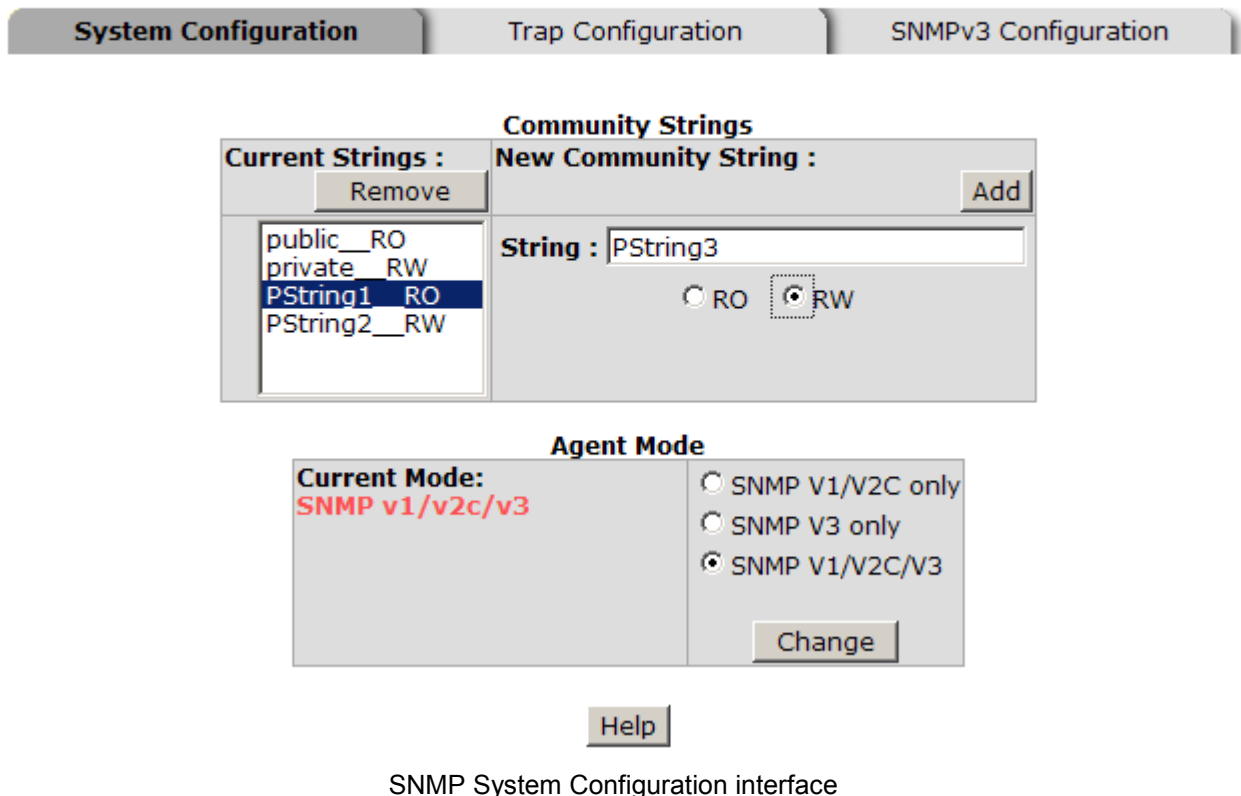 System Configuration
Trap Configuration
SNMPv3 Configuration
Community Strings
Current Strings :
Remove
New Community String :
Add
public__RO
private__RW
PString1__RO
PString2__RW
String : PString3
RO RW
Agent Mode
Current Mode:
SNMP v1/v2c/v3
SNMP V1/V2C only
SNMP V3 only
SNMP V1/V2C/V3
Change
Help
SNMP System Configuration interface